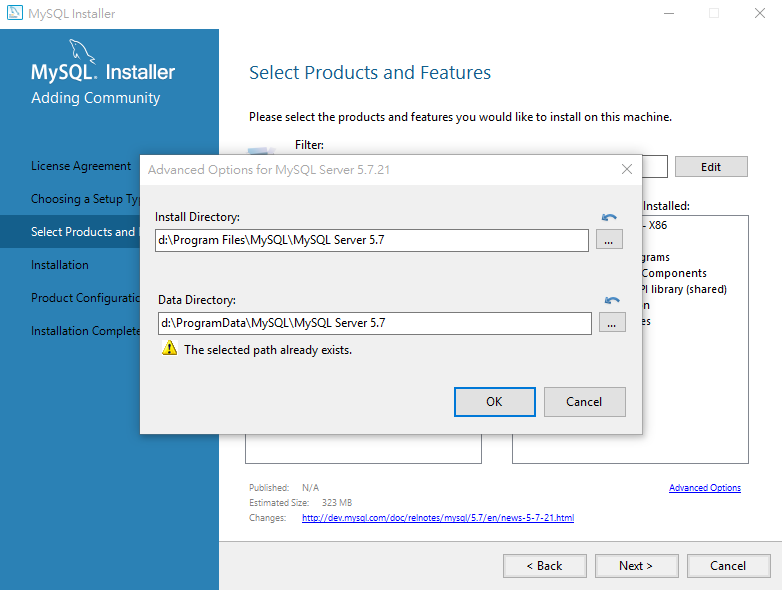 MySQL Installer
MySQL. Installer
Adding Community
License Agreement
Choosing a Setup
Select Products and
Installation
Product
Installation Complete
Select Products and Features
Please select the products and features you would like to install on this machine.
Filter:
Edit
Installed:
- X86
Components
library (shared)
Advanced Options for MySQL Server 5.7.21
Install Directory:
d:\Program Files\MySQL\MySQL Server 5.7
...
Data Directory:
d:\ProgramData\MySQL\MySQL Server 5.7
...
The selected path already exists.
OK
Cancel
Published: N/A
Estimated Size: 323 MB
Changes: http://dev.mysql.com/doc/relnotes/mysql/5.7/en/news-5-7-21.html
Advanced Options
< Back
Next >
Cancel